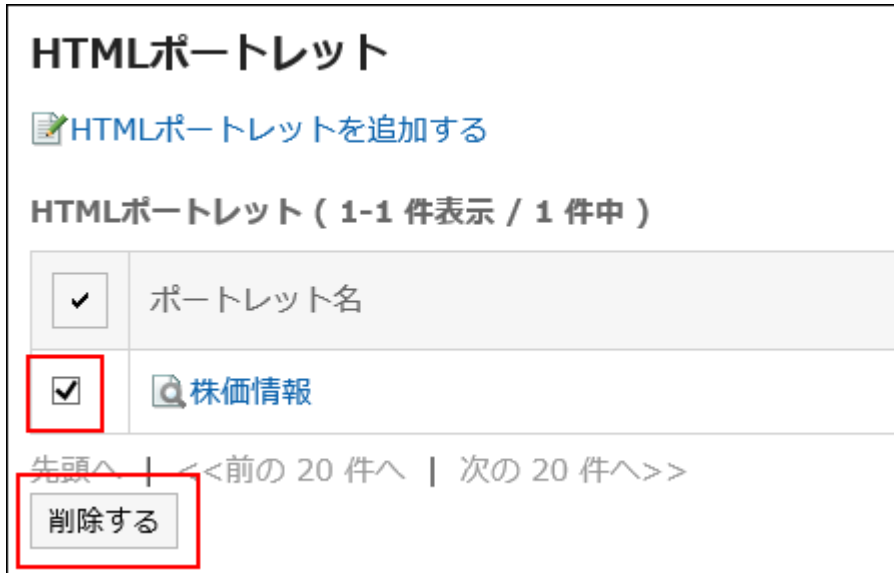 HTMLポートレット
HTMLポートレットを追加する
HTMLポートレット ( 1-1 件表示 / 1 件中 )
ポートレット名
株価情報
先頭へ | <<前の 20 件へ | 次の 20 件へ>>
削除する